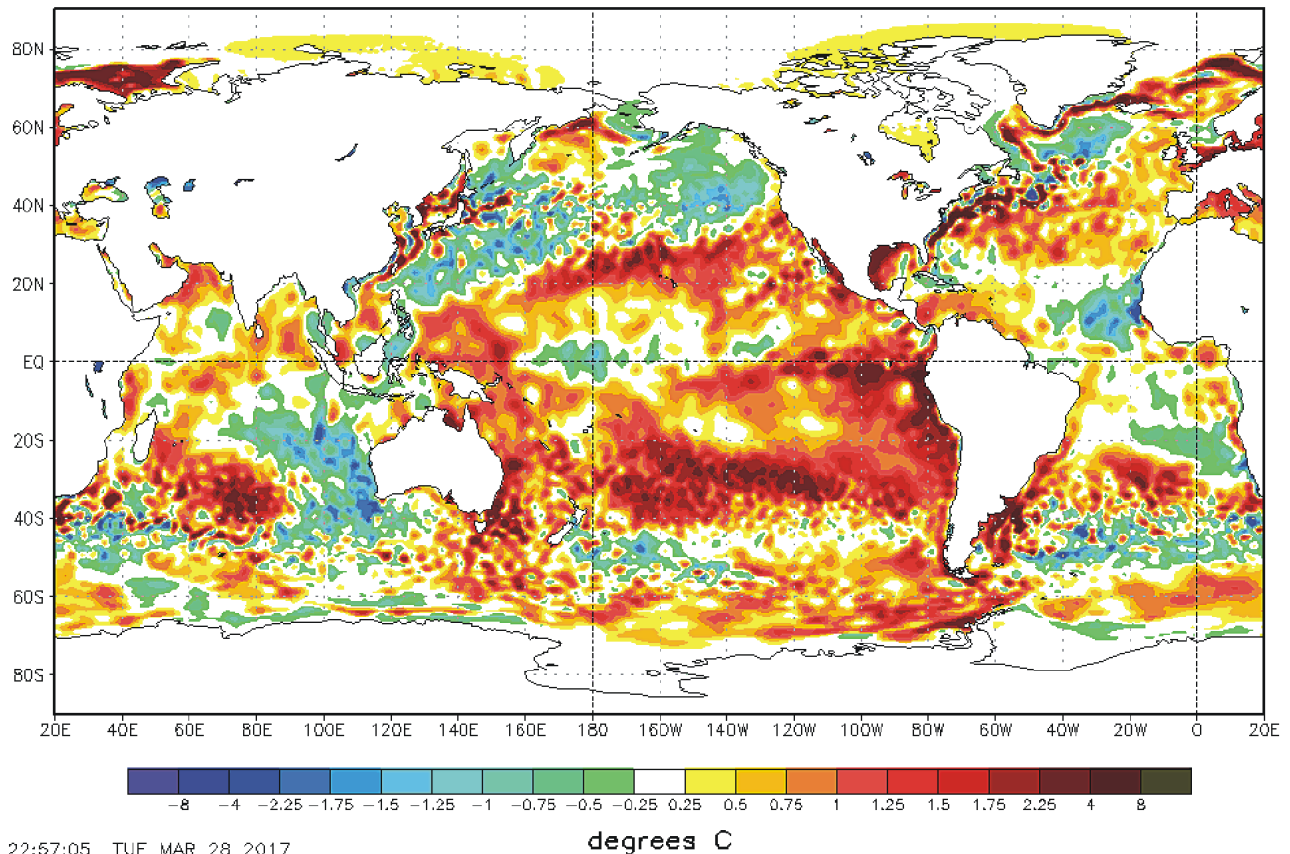 80N
60N
40N
20N
EQ
20S
40S
60S
80S
20E 40E 60E 80E 100E 120E 140E 160E 180 160W 140W 120W 100W 80W 60W 40W 20W 0 20E
-8 -4 -2.25 -1.75 -1.5 -1.25 -1 -0.75 -0.5 -0.25 0.25 0.5 0.75 1 1.25 1.5 1.75 2.25 4 8
degrees C
22:57:05 TUE MAR 28 2017